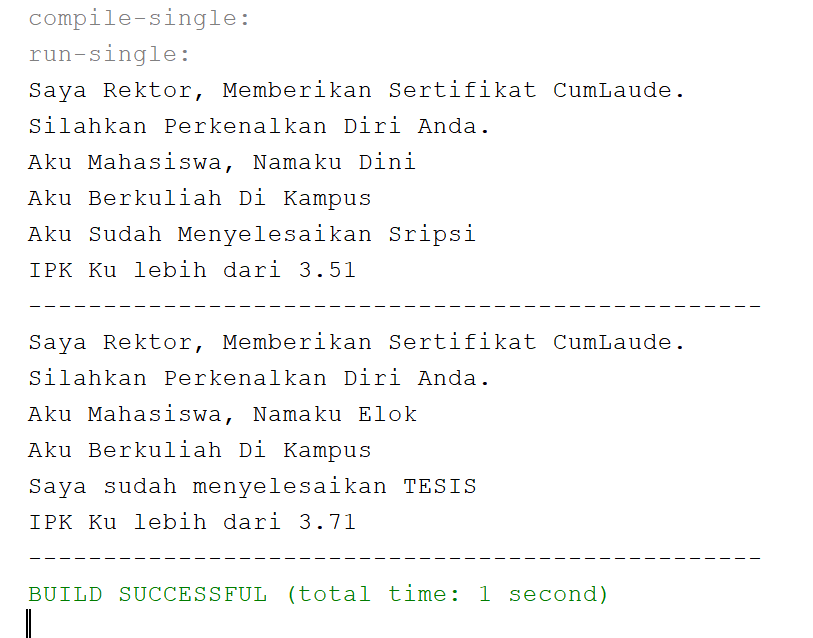 compile-single:
run-single:
Saya Rektor, Memberikan Sertifikat CumLaude.
Silahkan Perkenalkan Diri Anda.
Aku Mahasiswa, Namaku Dini
Aku Berkuliah Di Kampus
Aku Sudah Menyelesaikan Sripsi
IPK Ku lebih dari 3.51
-------------------------------------------------
Saya Rektor, Memberikan Sertifikat CumLaude.
Silahkan Perkenalkan Diri Anda.
Aku Mahasiswa, Namaku Elok
Aku Berkuliah Di Kampus
Saya sudah menyelesaikan TESIS
IPK Ku lebih dari 3.71
-------------------------------------------------
BUILD SUCCESSFUL (total time: 1 second)